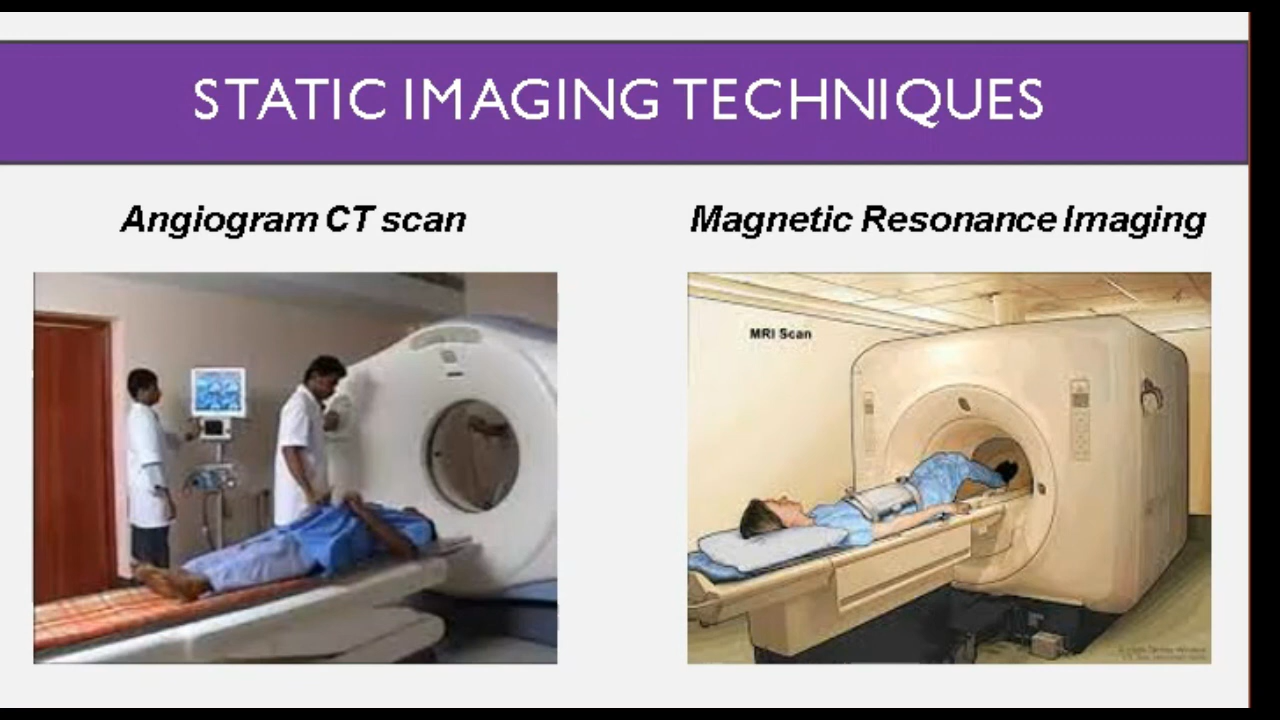 STATIC IMAGING TECHNIQUES
Angiogram CT scan
Magnetic Resonance Imaging
MRI Scan